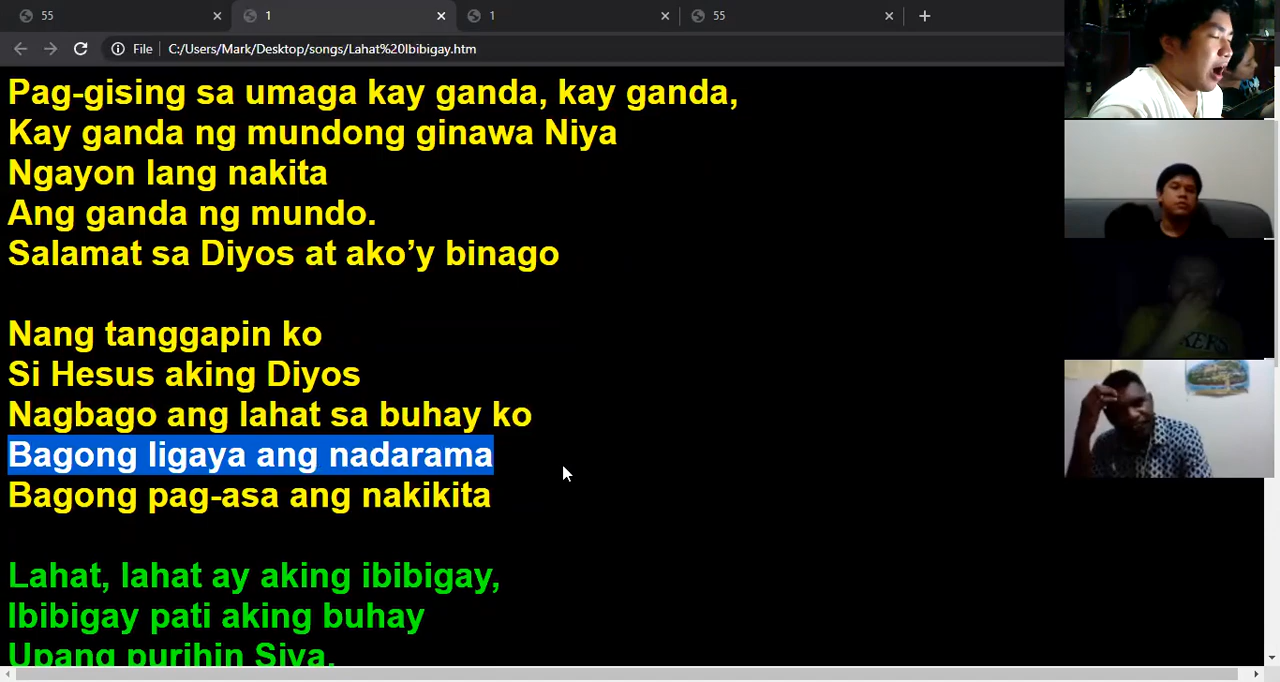 55
1
1
55
File
C:/Users/Mark/Desktop/songs/Lahat%20Ibibigay.htm
Pag-gising sa umaga kay ganda, kay ganda,
Kay ganda ng mundong ginawa Niya
Ngayon lang nakita
Ang ganda ng mundo.
Salamat sa Diyos at ako’y binago
Nang tanggapin ko
Si Hesus aking Diyos
Nagbago ang lahat sa buhay ko
Bagong ligaya ang nadarama
Bagong pag-asa ang nakikita
Lahat, lahat ay aking ibibigay,
Ibibigay pati aking buhay
Upang purihin Siya.